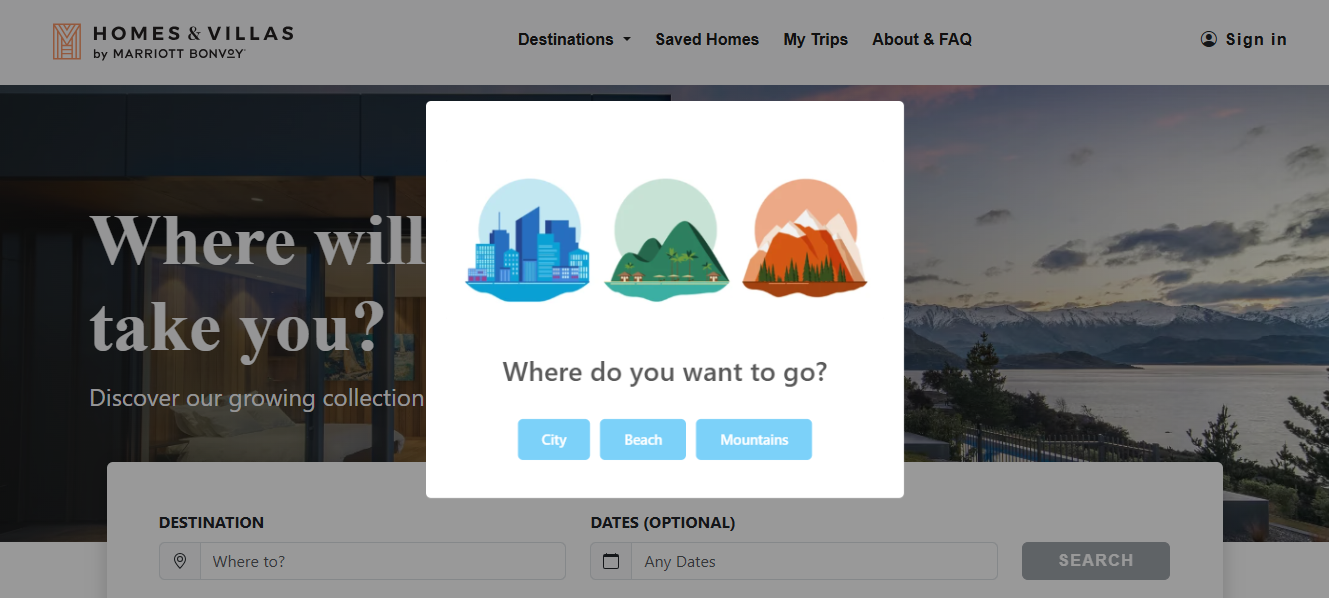 HOMES & VILLAS
by MARRIOTT BONVOY
Destinations
Saved Homes
My Trips
About & FAQ
Sign in
Where will
take you?
Discover our growing collection
Where do you want to go?
City
Beach
Mountains
DESTINATION
DATES (OPTIONAL)
Where to?
Any Dates
SEARCH